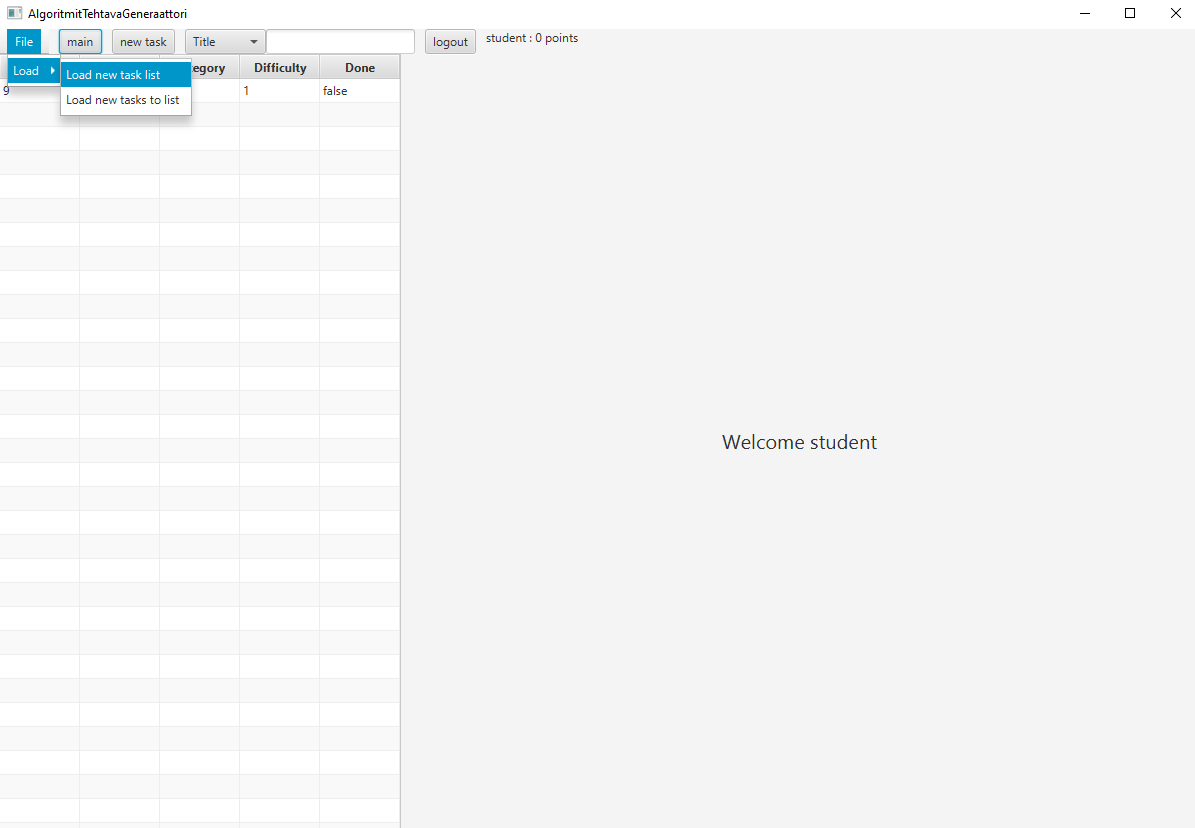 AlgoritmitTehtavaGeneraattori
File main new task Title logout student : 0 points
Load Load new task list
Load new tasks to list
tegory Difficulty Done
9 1 false
Welcome student